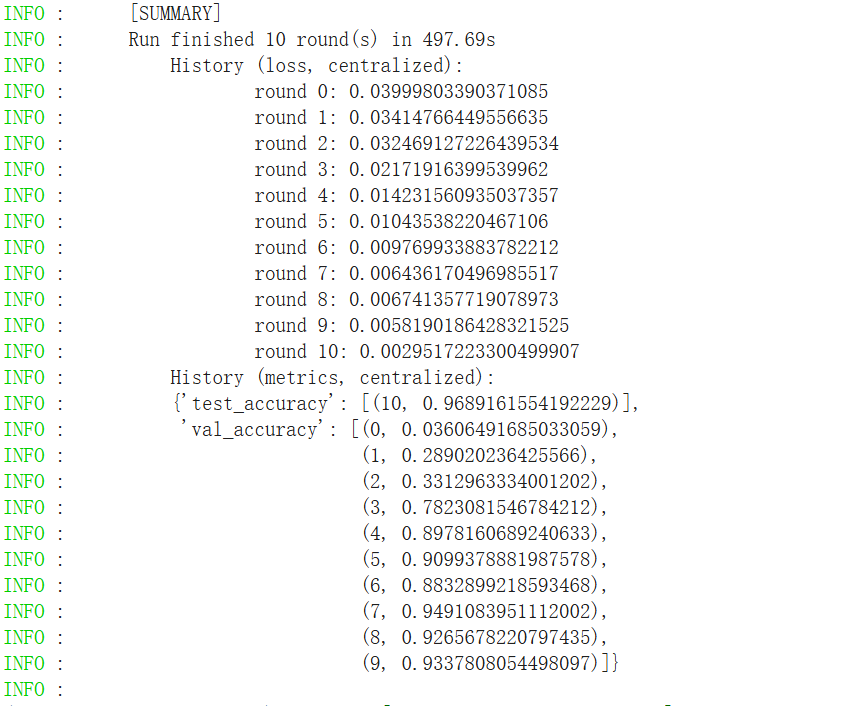 INFO :      [SUMMARY]
INFO :      Run finished 10 round(s) in 497.69s
INFO :          History (loss, centralized):
INFO :                  round 0: 0.03999803390371085
INFO :                  round 1: 0.03414766449556635
INFO :                  round 2: 0.032469127226439534
INFO :                  round 3: 0.02171916399539962
INFO :                  round 4: 0.014231560935037357
INFO :                  round 5: 0.01043538220467106
INFO :                  round 6: 0.009769933883782212
INFO :                  round 7: 0.006436170496985517
INFO :                  round 8: 0.006741357719078973
INFO :                  round 9: 0.0058190186428321525
INFO :                  round 10: 0.0029517223300499907
INFO :          History (metrics, centralized):
INFO :          {'test_accuracy': [(10, 0.9689161554192229)],
INFO :           'val_accuracy': [(0, 0.03606491685033059),
INFO :                            (1, 0.289020236425566),
INFO :                            (2, 0.3312963334001202),
INFO :                            (3, 0.7823081546784212),
INFO :                            (4, 0.8978160689240633),
INFO :                            (5, 0.9099378881987578),
INFO :                            (6, 0.8832899218593468),
INFO :                            (7, 0.9491083951112002),
INFO :                            (8, 0.9265678220797435),
INFO :                            (9, 0.9337808054498097)]}
INFO :